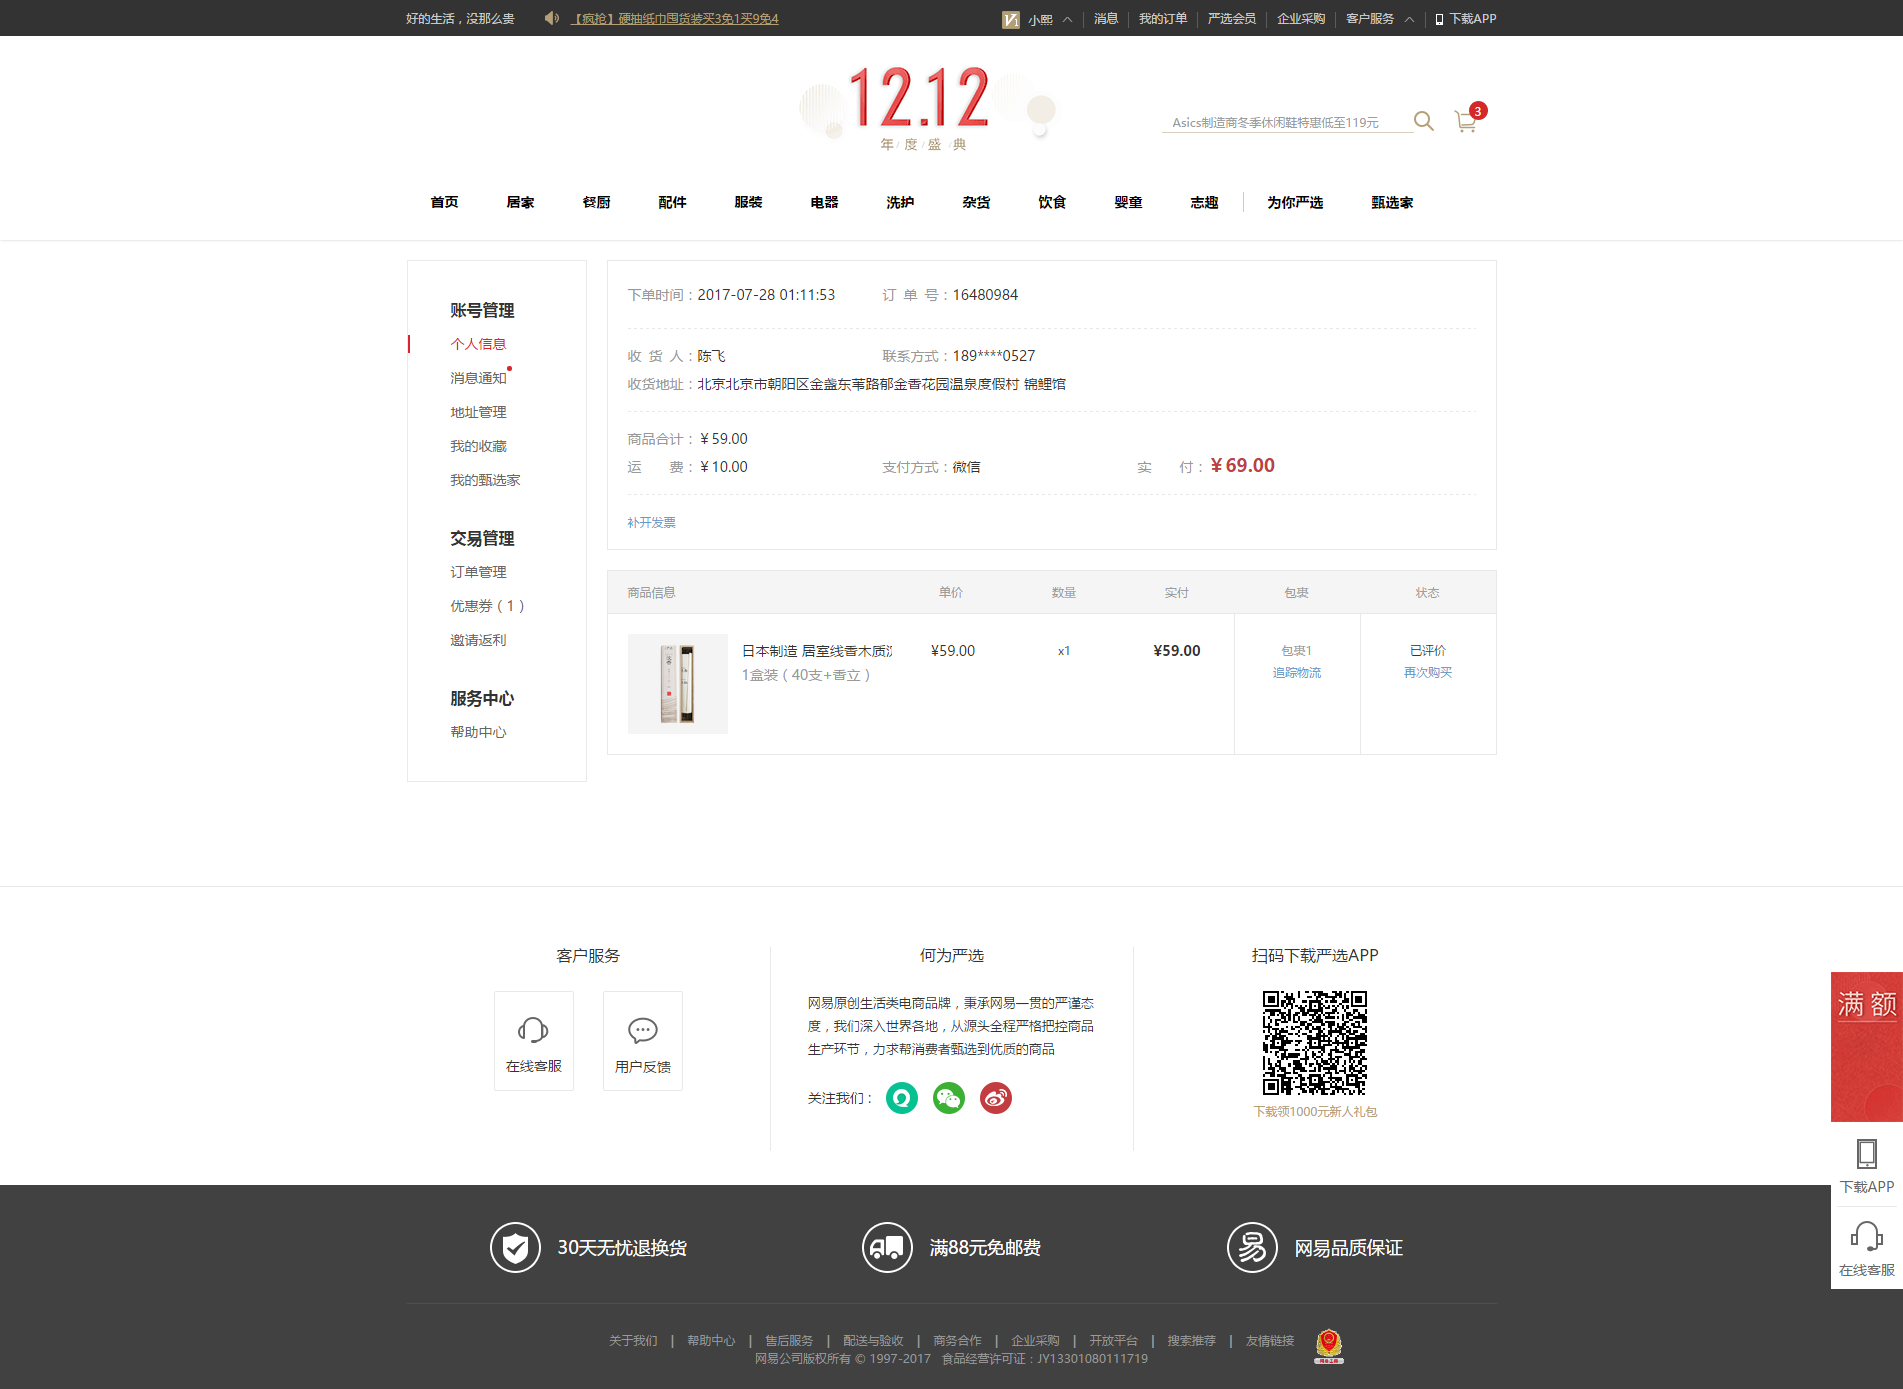 好的生活，没那么贵
【疯抢】硬抽纸巾囤货装买3免1买9免4
V1 小熙 消息 我的订单 严选会员 企业采购 客户服务 下载APP
12.12
年/度/盛/典
Asics制造商冬季休闲鞋特惠低至119元
3
首页 居家 餐厨 配件 服装 电器 洗护 杂货 饮食 婴童 志趣 为你严选 甄选家
账号管理
个人信息
消息通知
地址管理
我的收藏
我的甄选家
交易管理
订单管理
优惠券（1）
邀请返利
服务中心
帮助中心
下单时间：2017-07-28 01:11:53 订 单 号：16480984
收 货 人：陈飞 联系方式：189****0527
收货地址：北京北京市朝阳区金盏东苇路郁金香花园温泉度假村 锦鲤馆
商品合计：¥59.00
运 费：¥10.00 支付方式：微信 实 付：¥69.00
补开发票
商品信息 单价 数量 实付 包裹 状态
日本制造 居室线香木质 ¥59.00 x1 ¥59.00 包裹1 已评价
1盒装（40支+香立） 追踪物流 再次购买
客户服务
在线客服 用户反馈
何为严选
网易原创生活类电商品牌，秉承网易一贯的严谨态
度，我们深入世界各地，从源头全程严格把控商品
生产环节，力求帮消费者甄选到优质的商品
关注我们：
扫码下载严选APP
下载领1000元新人礼包
满额
下载APP
在线客服
30天无忧退换货 满88元免邮费 易 网易品质保证
关于我们 | 帮助中心 | 售后服务 | 配送与验收 | 商务合作 | 企业采购 | 开放平台 | 搜索推荐 | 友情链接
网易公司版权所有 © 1997-2017 食品经营许可证：JY13301080111719